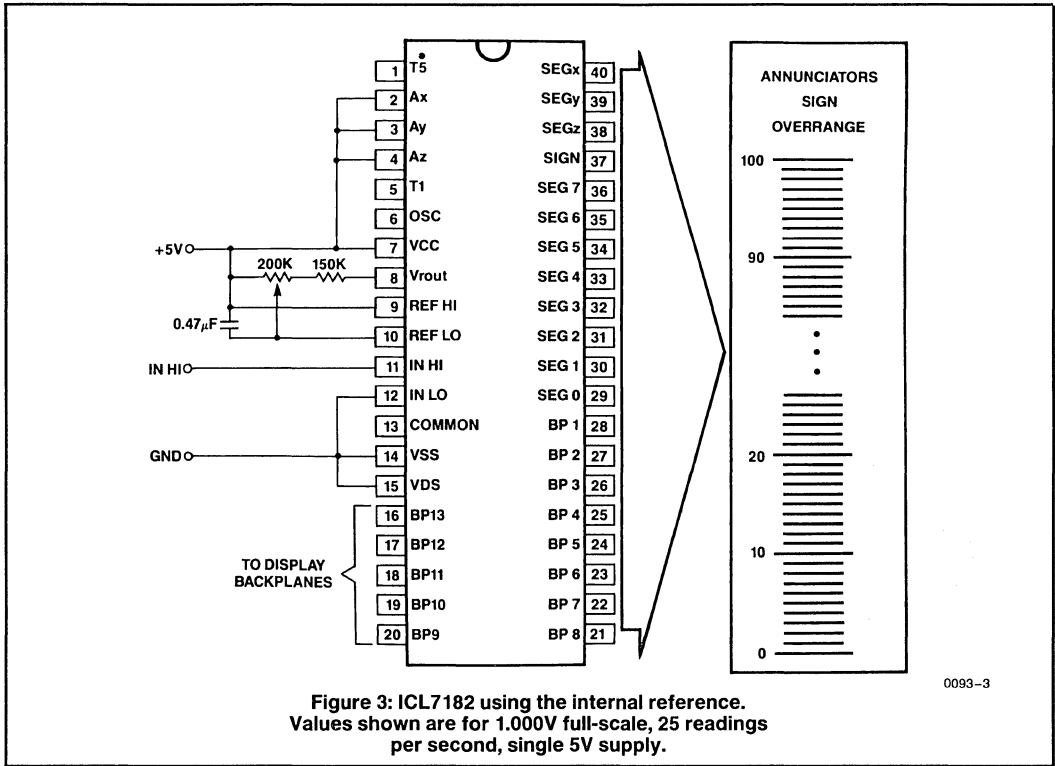 1 T5
2 Ax
3 Ay
4 Az
5 T1
6 OSC
+5V
7 VCC
200K 150K
8 Vrout
9 REF HI
0.47µF
10 REF LO
IN HI
11 IN HI
12 IN LO
13 COMMON
GND
14 VSS
15 VDS
16 BP13
17 BP12
TO DISPLAY
BACKPLANES
18 BP11
19 BP10
20 BP9
SEGx 40
SEGy 39
SEGz 38
SIGN 37
SEG 7 36
SEG 6 35
SEG 5 34
SEG 4 33
SEG 3 32
SEG 2 31
SEG 1 30
SEG 0 29
BP 1 28
BP 2 27
BP 3 26
BP 4 25
BP 5 24
BP 6 23
BP 7 22
BP 8 21
ANNUNCIATORS
SIGN
OVERRANGE
100
90
20
10
0
0093-3
Figure 3: ICL7182 using the internal reference.
Values shown are for 1.000V full-scale, 25 readings
per second, single 5V supply.